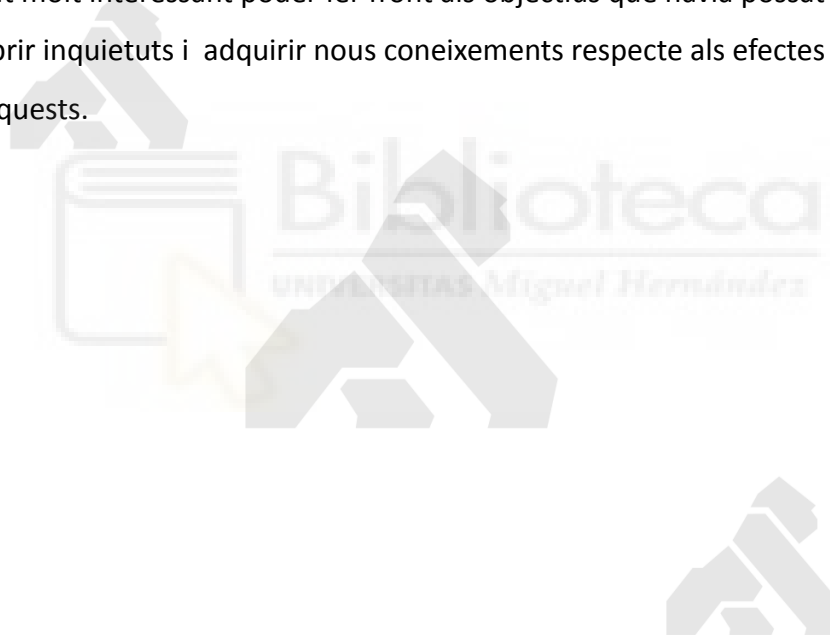 t molt interessant poder fer front als objectius que havia possat
brir inquietuts i  adquirir nous coneixements respecte als efectes
quests.
Biblioteca
UNIVERSITAS Miguel Hernández